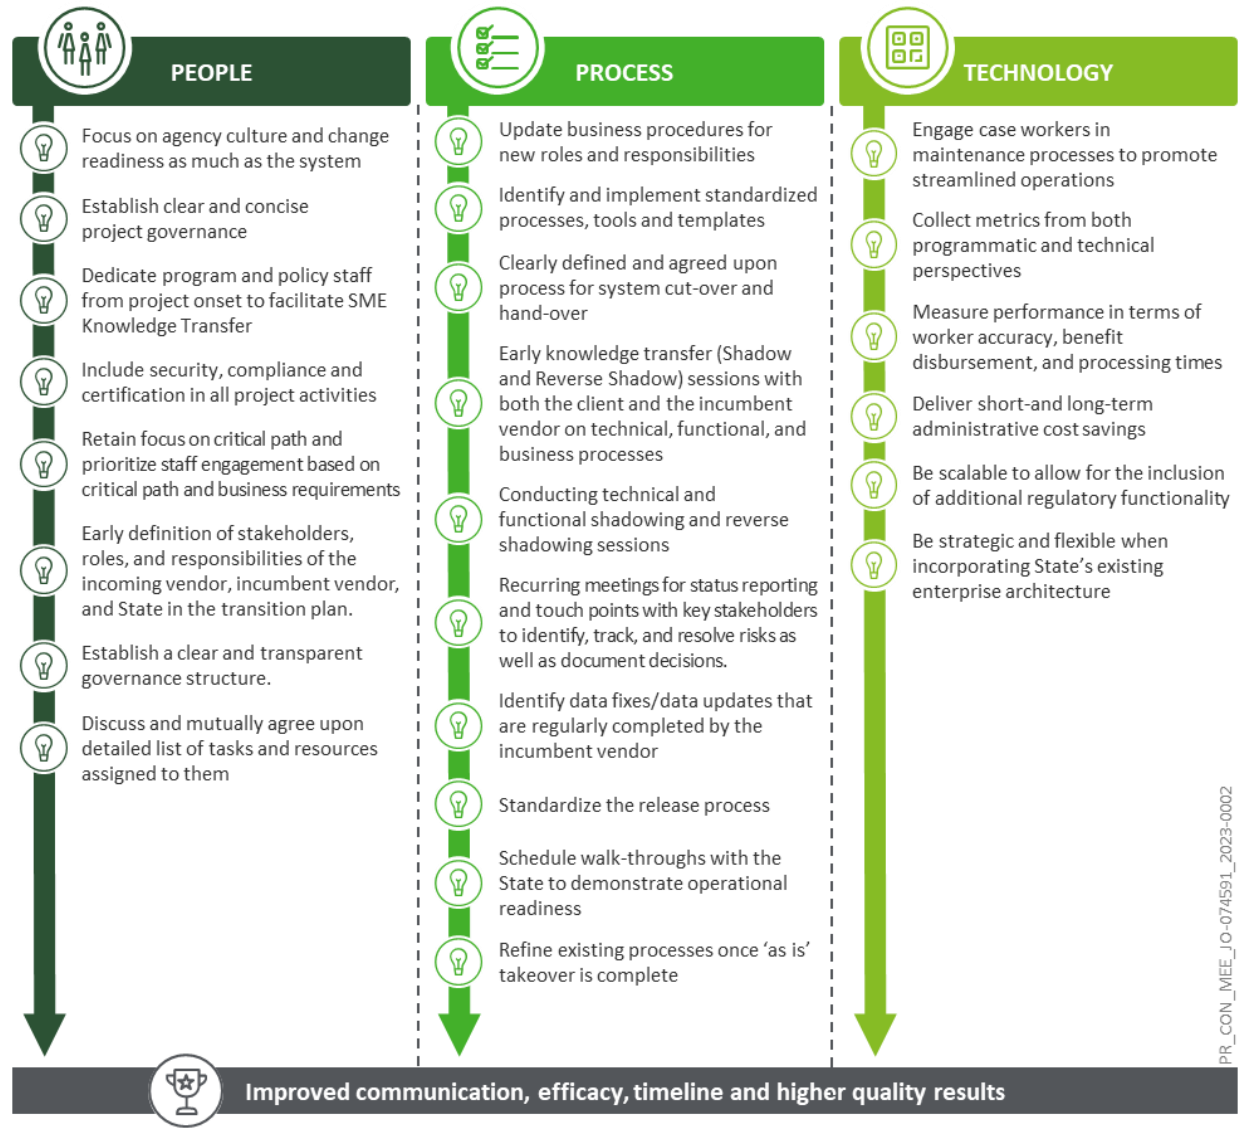 PEOPLE
Focus on agency culture and change
readiness as much as the system
Establish clear and concise
project governance
Dedicate program and policy staff
from project onset to facilitate SME
Knowledge Transfer
Include security, compliance and
certification in all project activities
Retain focus on critical path and
prioritize staff engagement based on
critical path and business requirements
Early definition of stakeholders,
roles, and responsibilities of the
incoming vendor, incumbent vendor,
and State in the transition plan.
Establish a clear and transparent
governance structure.
Discuss and mutually agree upon
detailed list of tasks and resources
assigned to them
PROCESS
Update business procedures for
new roles and responsibilities
Identify and implement standardized
processes, tools and templates
Clearly defined and agreed upon
process for system cut-over and
hand-over
Early knowledge transfer (Shadow
and Reverse Shadow) sessions with
both the client and the incumbent
vendor on technical, functional, and
business processes
Conducting technical and
functional shadowing and reverse
shadowing sessions
Recurring meetings for status reporting
and touch points with key stakeholders
to identify, track, and resolve risks as
well as document decisions.
Identify data fixes/data updates that
are regularly completed by the
incumbent vendor
Standardize the release process
Schedule walk-throughs with the
State to demonstrate operational
readiness
Refine existing processes once ‘as is’
takeover is complete
TECHNOLOGY
Engage case workers in
maintenance processes to promote
streamlined operations
Collect metrics from both
programmatic and technical
perspectives
Measure performance in terms of
worker accuracy, benefit
disbursement, and processing times
Deliver short-and long-term
administrative cost savings
Be scalable to allow for the inclusion
of additional regulatory functionality
Be strategic and flexible when
incorporating State’s existing
enterprise architecture
PR_CON_MEE_JO-074591_2023-0002
Improved communication, efficacy, timeline and higher quality results